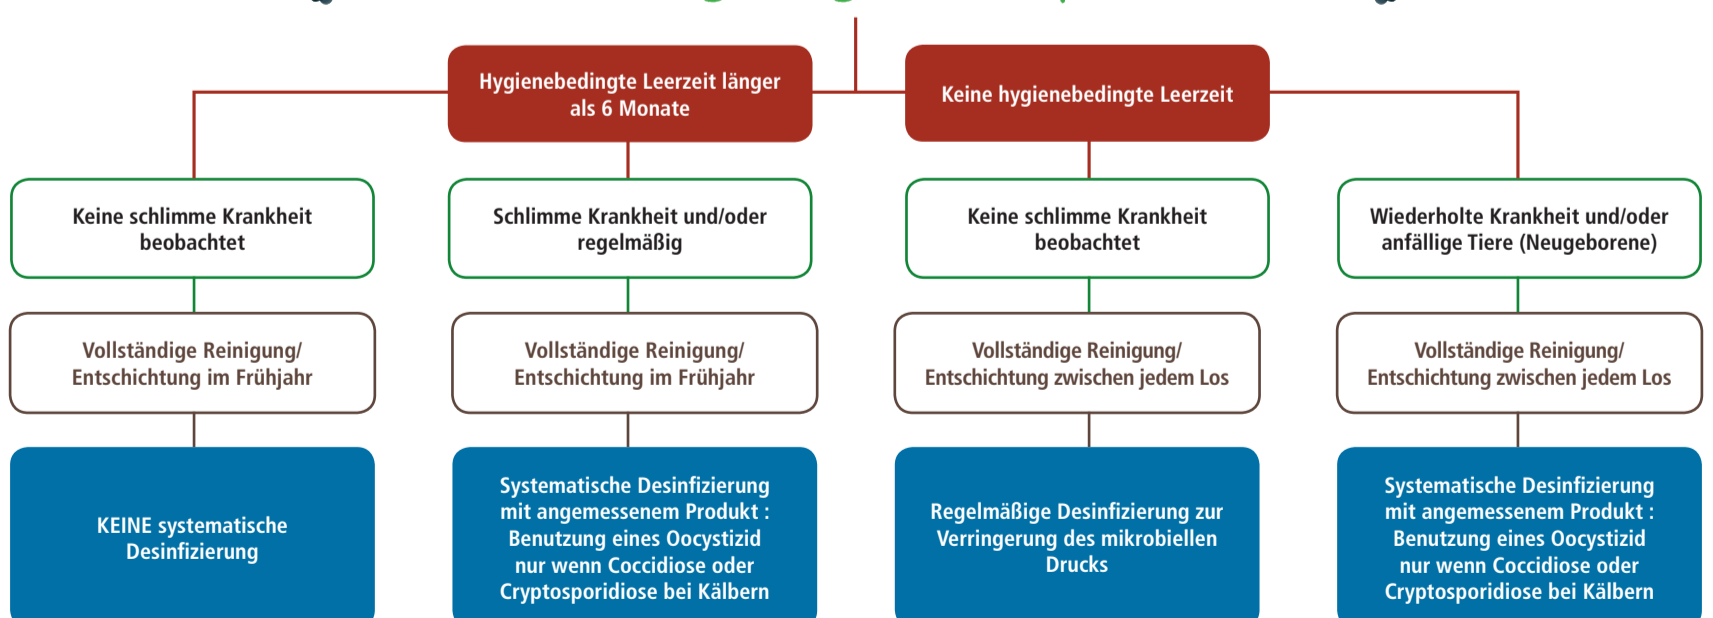 Hygienebedingte Leerzeit länger
als 6 Monate
Keine hygienebedingte Leerzeit
Keine schlimme Krankheit
beobachtet
Schlimme Krankheit und/oder
regelmäßig
Keine schlimme Krankheit
beobachtet
Wiederholte Krankheit und/oder
anfällige Tiere (Neugeborene)
Vollständige Reinigung/
Entschichtung im Frühjahr
Vollständige Reinigung/
Entschichtung im Frühjahr
Vollständige Reinigung/
Entschichtung zwischen jedem Los
Vollständige Reinigung/
Entschichtung zwischen jedem Los
KEINE systematische
Desinfizierung
Systematische Desinfizierung
mit angemessenem Produkt :
Benutzung eines Oocystizid
nur wenn Coccidiose oder
Cryptosporidiose bei Kälbern
Regelmäßige Desinfizierung zur
Verringerung des mikrobiellen
Drucks
Systematische Desinfizierung
mit angemessenem Produkt :
Benutzung eines Oocystizid
nur wenn Coccidiose oder
Cryptosporidiose bei Kälbern